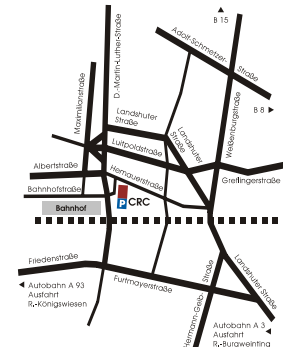 B 15
Adolf-Schmetzer-
Straße
D.-Martin-Luther-Straße
Maximilianstraße
Weißenburgstraße
B 8
Landshuter
Straße
Luitpoldstraße
Landshuter
Straße
Albertstraße
Hemauerstraße
Greflingerstraße
Bahnhofstraße
P CRC
Bahnhof
Friedenstraße
Furtmayerstraße
Hermann-Geib-
Straße
Landshuter
Straße
Autobahn A 93
Ausfahrt
R.-Königswiesen
Autobahn A 3
Ausfahrt
R.-Burgweinting